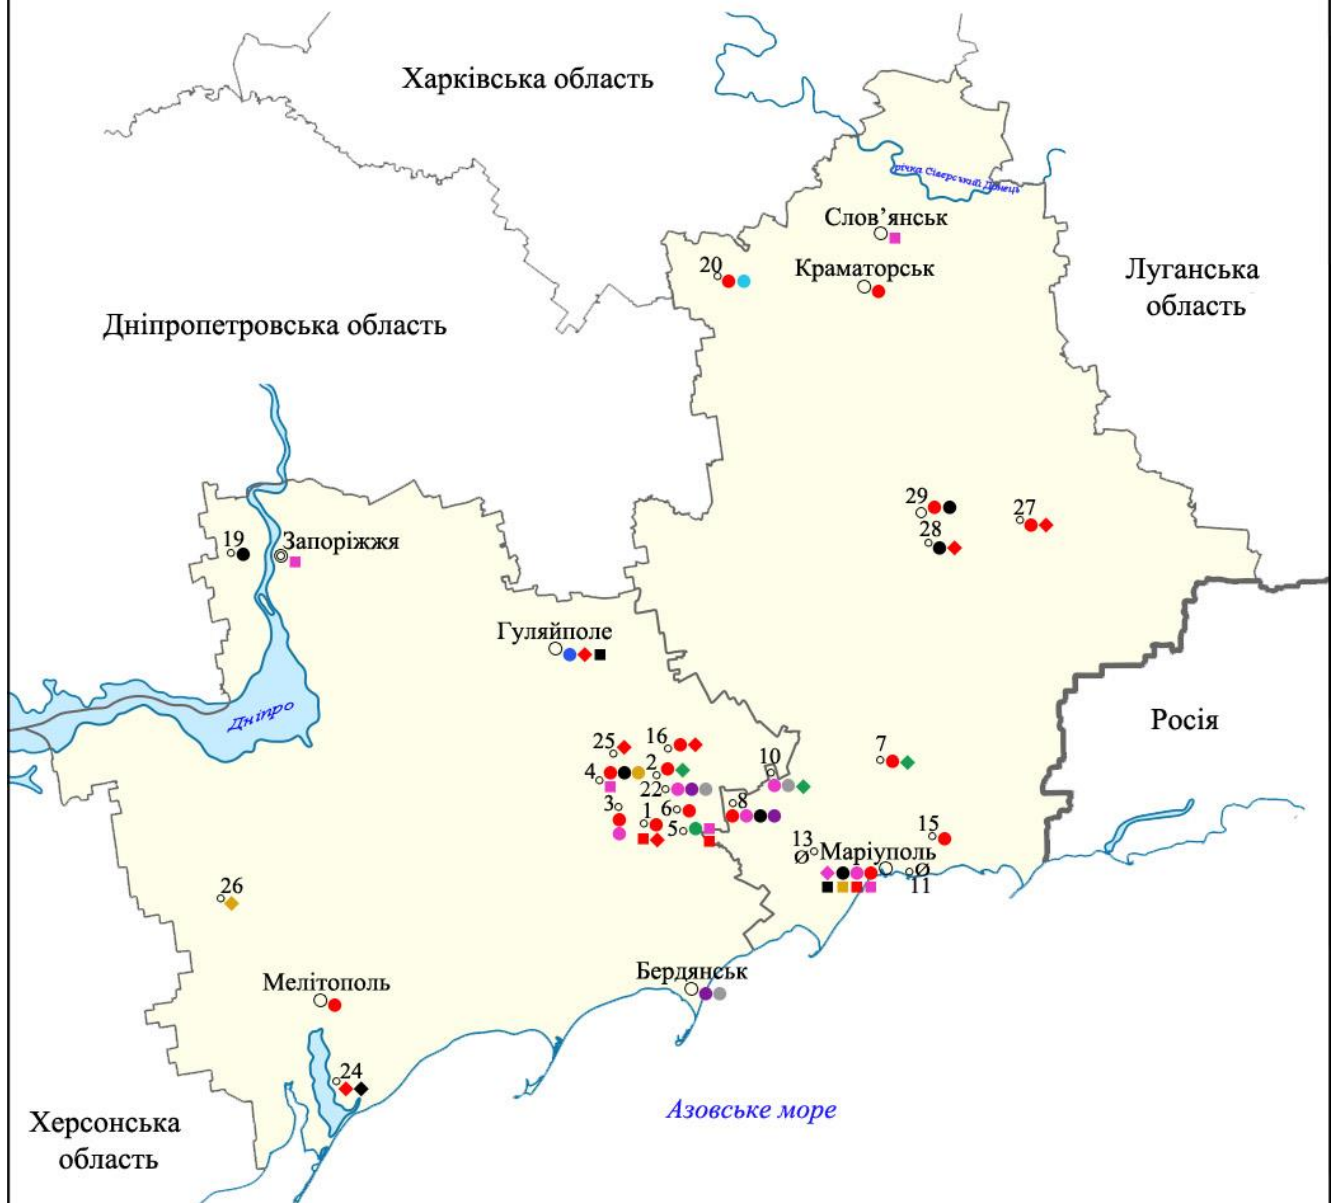 Харківська область
річка Сіверський Донець
Слов’янськ
20
Краматорськ
Луганська
область
Дніпропетровська область
29
27
28
19
Запоріжжя
Гуляйполе
Дніпро
Росія
25
16
7
4
2
10
22
3
1
6
8
5
15
13
Ø
Маріуполь
Ø
11
26
Мелітополь
Бердянськ
24
Азовське море
Херсонська
область